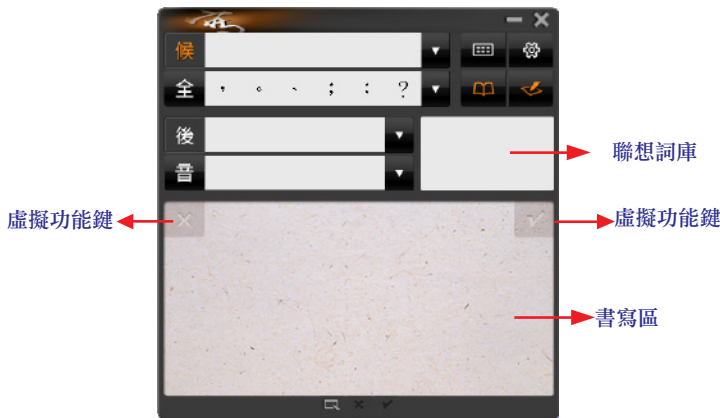 候
全 , 。 、 ; : ?
後
音
聯想詞庫
虛擬功能鍵
虛擬功能鍵
書寫區